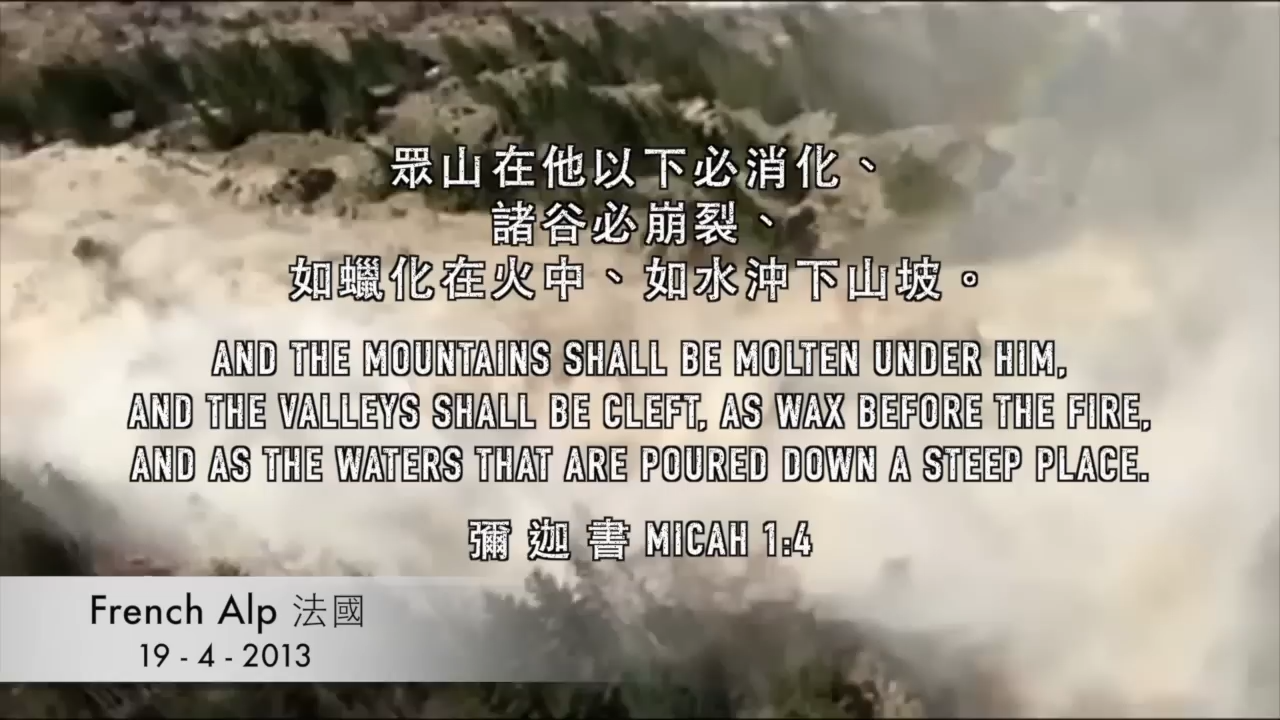 眾山在他以下必消化、
諸谷必崩裂、
如蠟化在火中、如水沖下山坡。
AND THE MOUNTAINS SHALL BE MOLTEN UNDER HIM,
AND THE VALLEYS SHALL BE CLEFT, AS WAX BEFORE THE FIRE,
AND AS THE WATERS THAT ARE POURED DOWN A STEEP PLACE.
彌 迦 書 MICAH 1:4
French Alp 法國
19 - 4 - 2013